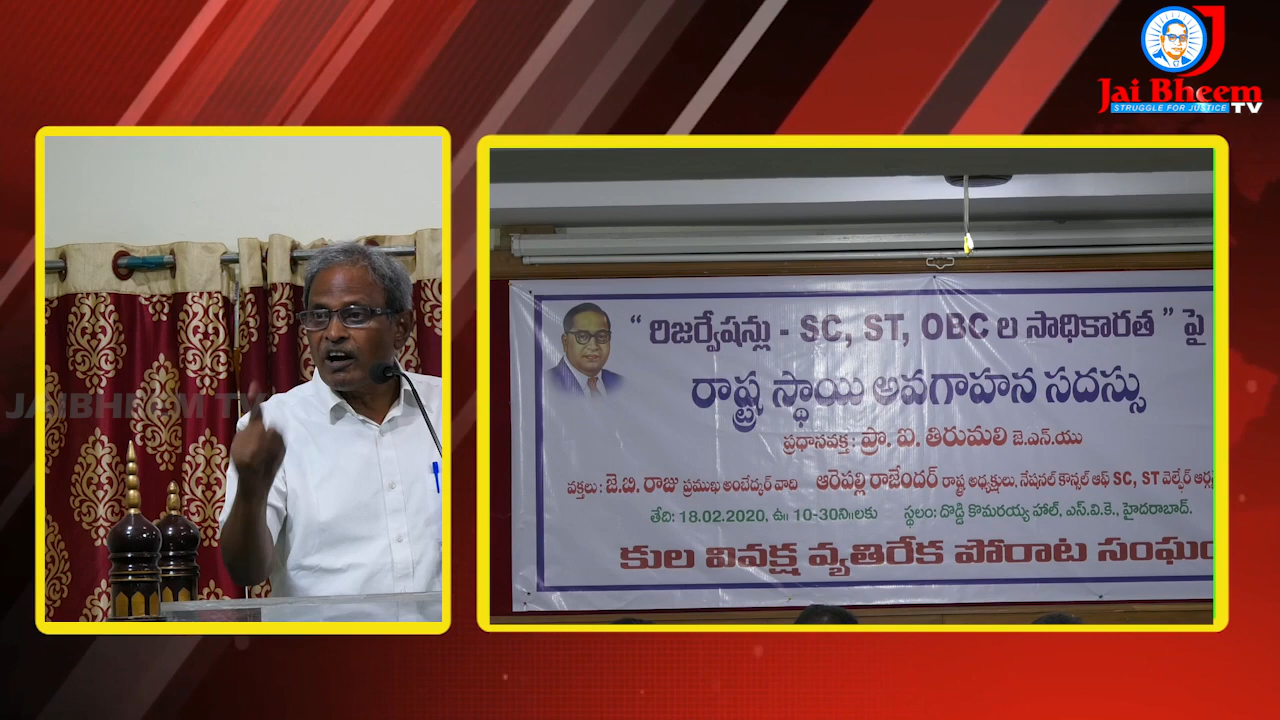 Jai Bheem
STRUGGLE FOR JUSTICE TV
JAIBHEEM TV
“ రిజర్వేషన్లు - SC, ST, OBC ల సాధికారత ” పై
రాష్ట్ర స్థాయి అవగాహన సదస్సు
ప్రధానవక్త : ప్రొ. ఐ. తిరుమలి జె.ఎన్.యు
వక్తలు : జె.బి. రాజు ప్రముఖ అంబేద్కర్ వాది ఆరెపల్లి రాజేందర్ రాష్ట్ర అధ్యక్షులు, నేషనల్ కౌన్సల్ ఆఫ్ SC, ST వెల్ఫేర్
తేది: 18.02.2020, ఉ॥ 10-30ని॥లకు స్థలం: దొడ్డి కొమరయ్య హాల్, ఎస్.వి.కె., హైదరాబాద్.
కుల వివక్ష వ్యతిరేక పోరాట సంఘం